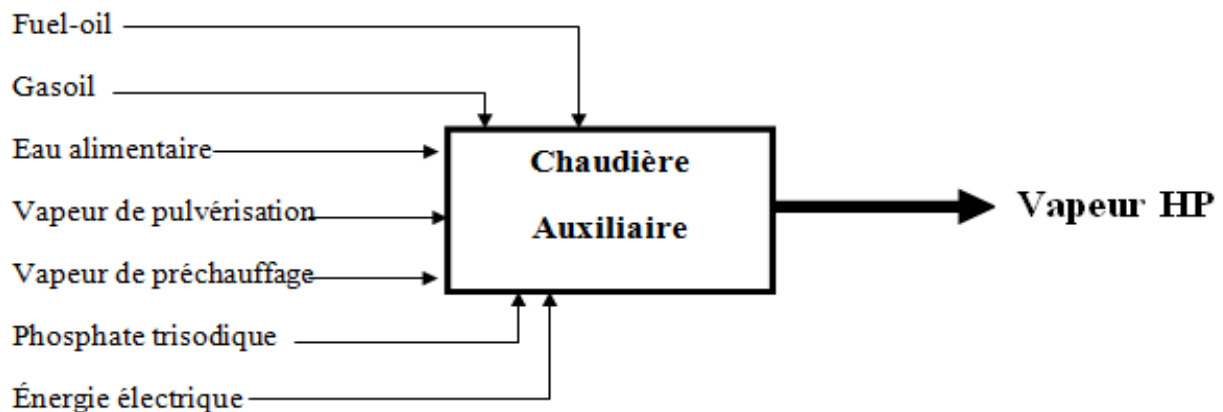 Fuel-oil
Gasoil
Eau alimentaire
Vapeur de pulvérisation
Vapeur de préchauffage
Phosphate trisodique
Énergie électrique
Chaudière
Auxiliaire
Vapeur HP